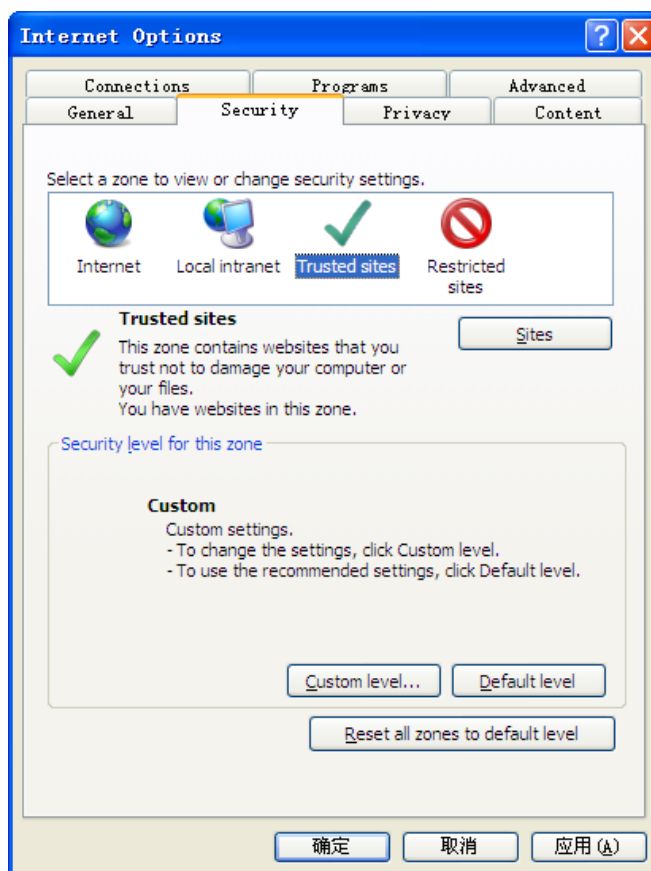 Internet Options
Connections Programs Advanced
General Security Privacy Content
Select a zone to view or change security settings.
Internet Local intranet Trusted sites Restricted
sites
Trusted sites
Sites
This zone contains websites that you
trust not to damage your computer or
your files.
You have websites in this zone.
Security level for this zone
Custom
Custom settings.
- To change the settings, click Custom level.
- To use the recommended settings, click Default level.
Custom level... Default level
Reset all zones to default level
确定 取消 应用(A)